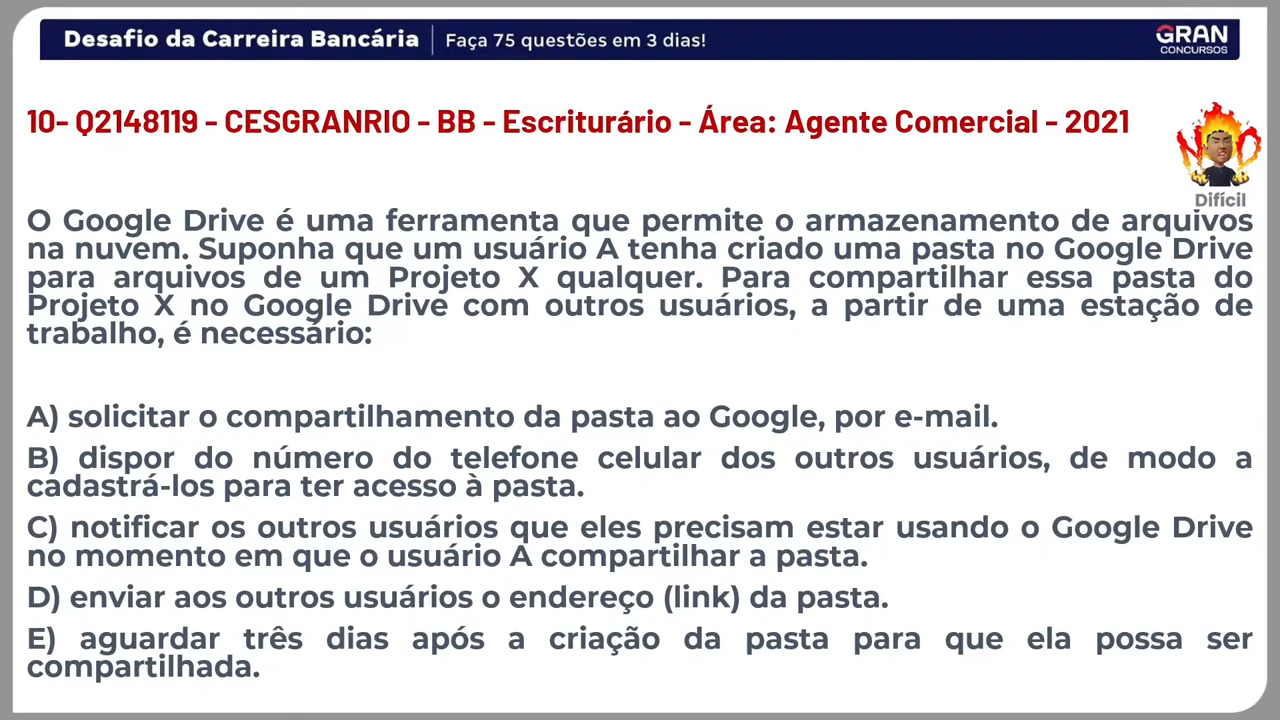 Desafio da Carreira Bancária | Faça 75 questões em 3 dias!
GRAN
CONCURSOS
10- Q2148119 - CESGRANRIO - BB - Escriturário - Área: Agente Comercial - 2021
Difícil
O Google Drive é uma ferramenta que permite o armazenamento de arquivos
na nuvem. Suponha que um usuário A tenha criado uma pasta no Google Drive
para arquivos de um Projeto X qualquer. Para compartilhar essa pasta do
Projeto X no Google Drive com outros usuários, a partir de uma estação de
trabalho, é necessário:
A) solicitar o compartilhamento da pasta ao Google, por e-mail.
B) dispor do número do telefone celular dos outros usuários, de modo a
cadastrá-los para ter acesso à pasta.
C) notificar os outros usuários que eles precisam estar usando o Google Drive
no momento em que o usuário A compartilhar a pasta.
D) enviar aos outros usuários o endereço (link) da pasta.
E) aguardar três dias após a criação da pasta para que ela possa ser
compartilhada.